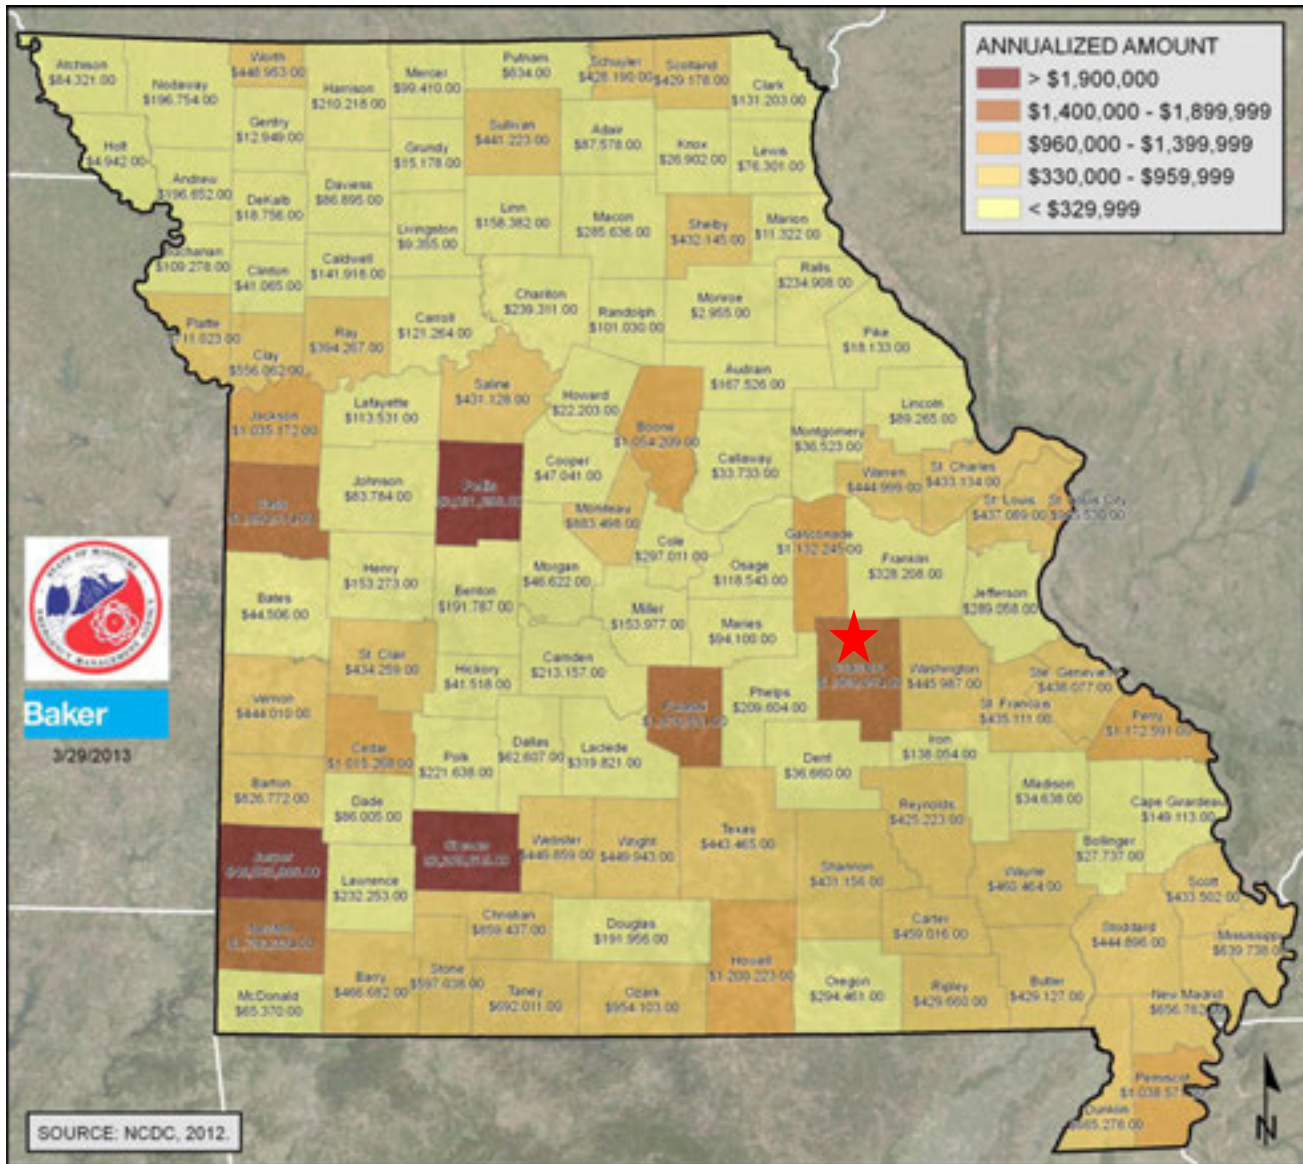 ANNUALIZED AMOUNT
> $1,900,000
$1,400,000 - $1,899,999
$960,000 - $1,399,999
$330,000 - $959,999
< $329,999
Atchison
$84.321.00
Nodaway
$196.754.00
Worth
$448.953.00
Harrison
$210.218.00
Mercer
$99.410.00
Putnam
$634.00
Schuyler
$428.190.00
Scotland
$429.178.00
Clark
$131.203.00
Holt
$4.942.00
Gentry
$12.949.00
Sullivan
$441.223.00
Adair
$87.578.00
Knox
$26.902.00
Lewis
$76.301.00
Grundy
$15.178.00
Andrew
$196.652.00
DeKalb
$18.756.00
Daviess
$86.895.00
Livingston
$9.355.00
Linn
$158.382.00
Macon
$285.636.00
Shelby
$432.145.00
Marion
$11.322.00
$109.278.00
Clinton
$41.065.00
Caldwell
$141.918.00
Chariton
$239.311.00
Randolph
$101.030.00
Monroe
$2.955.00
Ralls
$234.908.00
Platte
$711.623.00
Clay
$556.062.00
Ray
$394.267.00
Carroll
$121.264.00
Pike
$18.133.00
Audrain
$167.526.00
Jackson
$1.035.172.00
Lafayette
$113.531.00
Saline
$431.128.00
Howard
$22.203.00
Boone
$1.054.209.00
Montgomery
$36.523.00
Lincoln
$89.265.00
Johnson
$83.784.00
Pettis
Cooper
$47.041.00
Callaway
$33.733.00
Warren
$444.999.00
St. Charles
$433.134.00
Moniteau
$883.498.00
St. Louis
$437.089.00
St. Louis City
Cole
$297.011.00
Gasconade
$1.132.245.00
Franklin
$328.208.00
Osage
$118.543.00
Jefferson
$289.058.00
Bates
$44.506.00
Henry
$153.273.00
Benton
$191.787.00
Morgan
$46.622.00
Miller
$153.977.00
Maries
$94.100.00
St. Clair
$434.259.00
Hickory
$41.518.00
Camden
$213.157.00
Phelps
$209.604.00
Washington
$445.987.00
Ste. Genevieve
$438.077.00
St. Francois
$435.111.00
Perry
$1.172.591.00
Vernon
$444.010.00
Cedar
$1.015.268.00
Polk
$221.638.00
Dallas
$62.607.00
Laclede
$319.821.00
Pulaski
Dent
$36.660.00
Iron
$138.054.00
Madison
$34.638.00
Cape Girardeau
$149.113.00
Bollinger
$27.737.00
Barton
$826.772.00
Dade
$86.005.00
Greene
Webster
$449.859.00
Wright
$449.943.00
Texas
$443.465.00
Reynolds
$425.223.00
Shannon
$431.156.00
Wayne
$460.464.00
Scott
$433.502.00
Jasper
Lawrence
$232.253.00
Christian
$859.437.00
Douglas
$191.956.00
Howell
$1.200.223.00
Carter
$459.016.00
Stoddard
$444.896.00
Mississippi
$639.738.00
McDonald
$65.370.00
Barry
$466.682.00
Stone
$597.038.00
Taney
$692.011.00
Ozark
$954.103.00
Oregon
$294.461.00
Ripley
$429.660.00
Butler
$429.127.00
New Madrid
Pemiscot
Dunklin
STATE OF MISSOURI
EMERGENCY MANAGEMENT AGENCY
Baker
3/29/2013
SOURCE: NCDC, 2012.
N